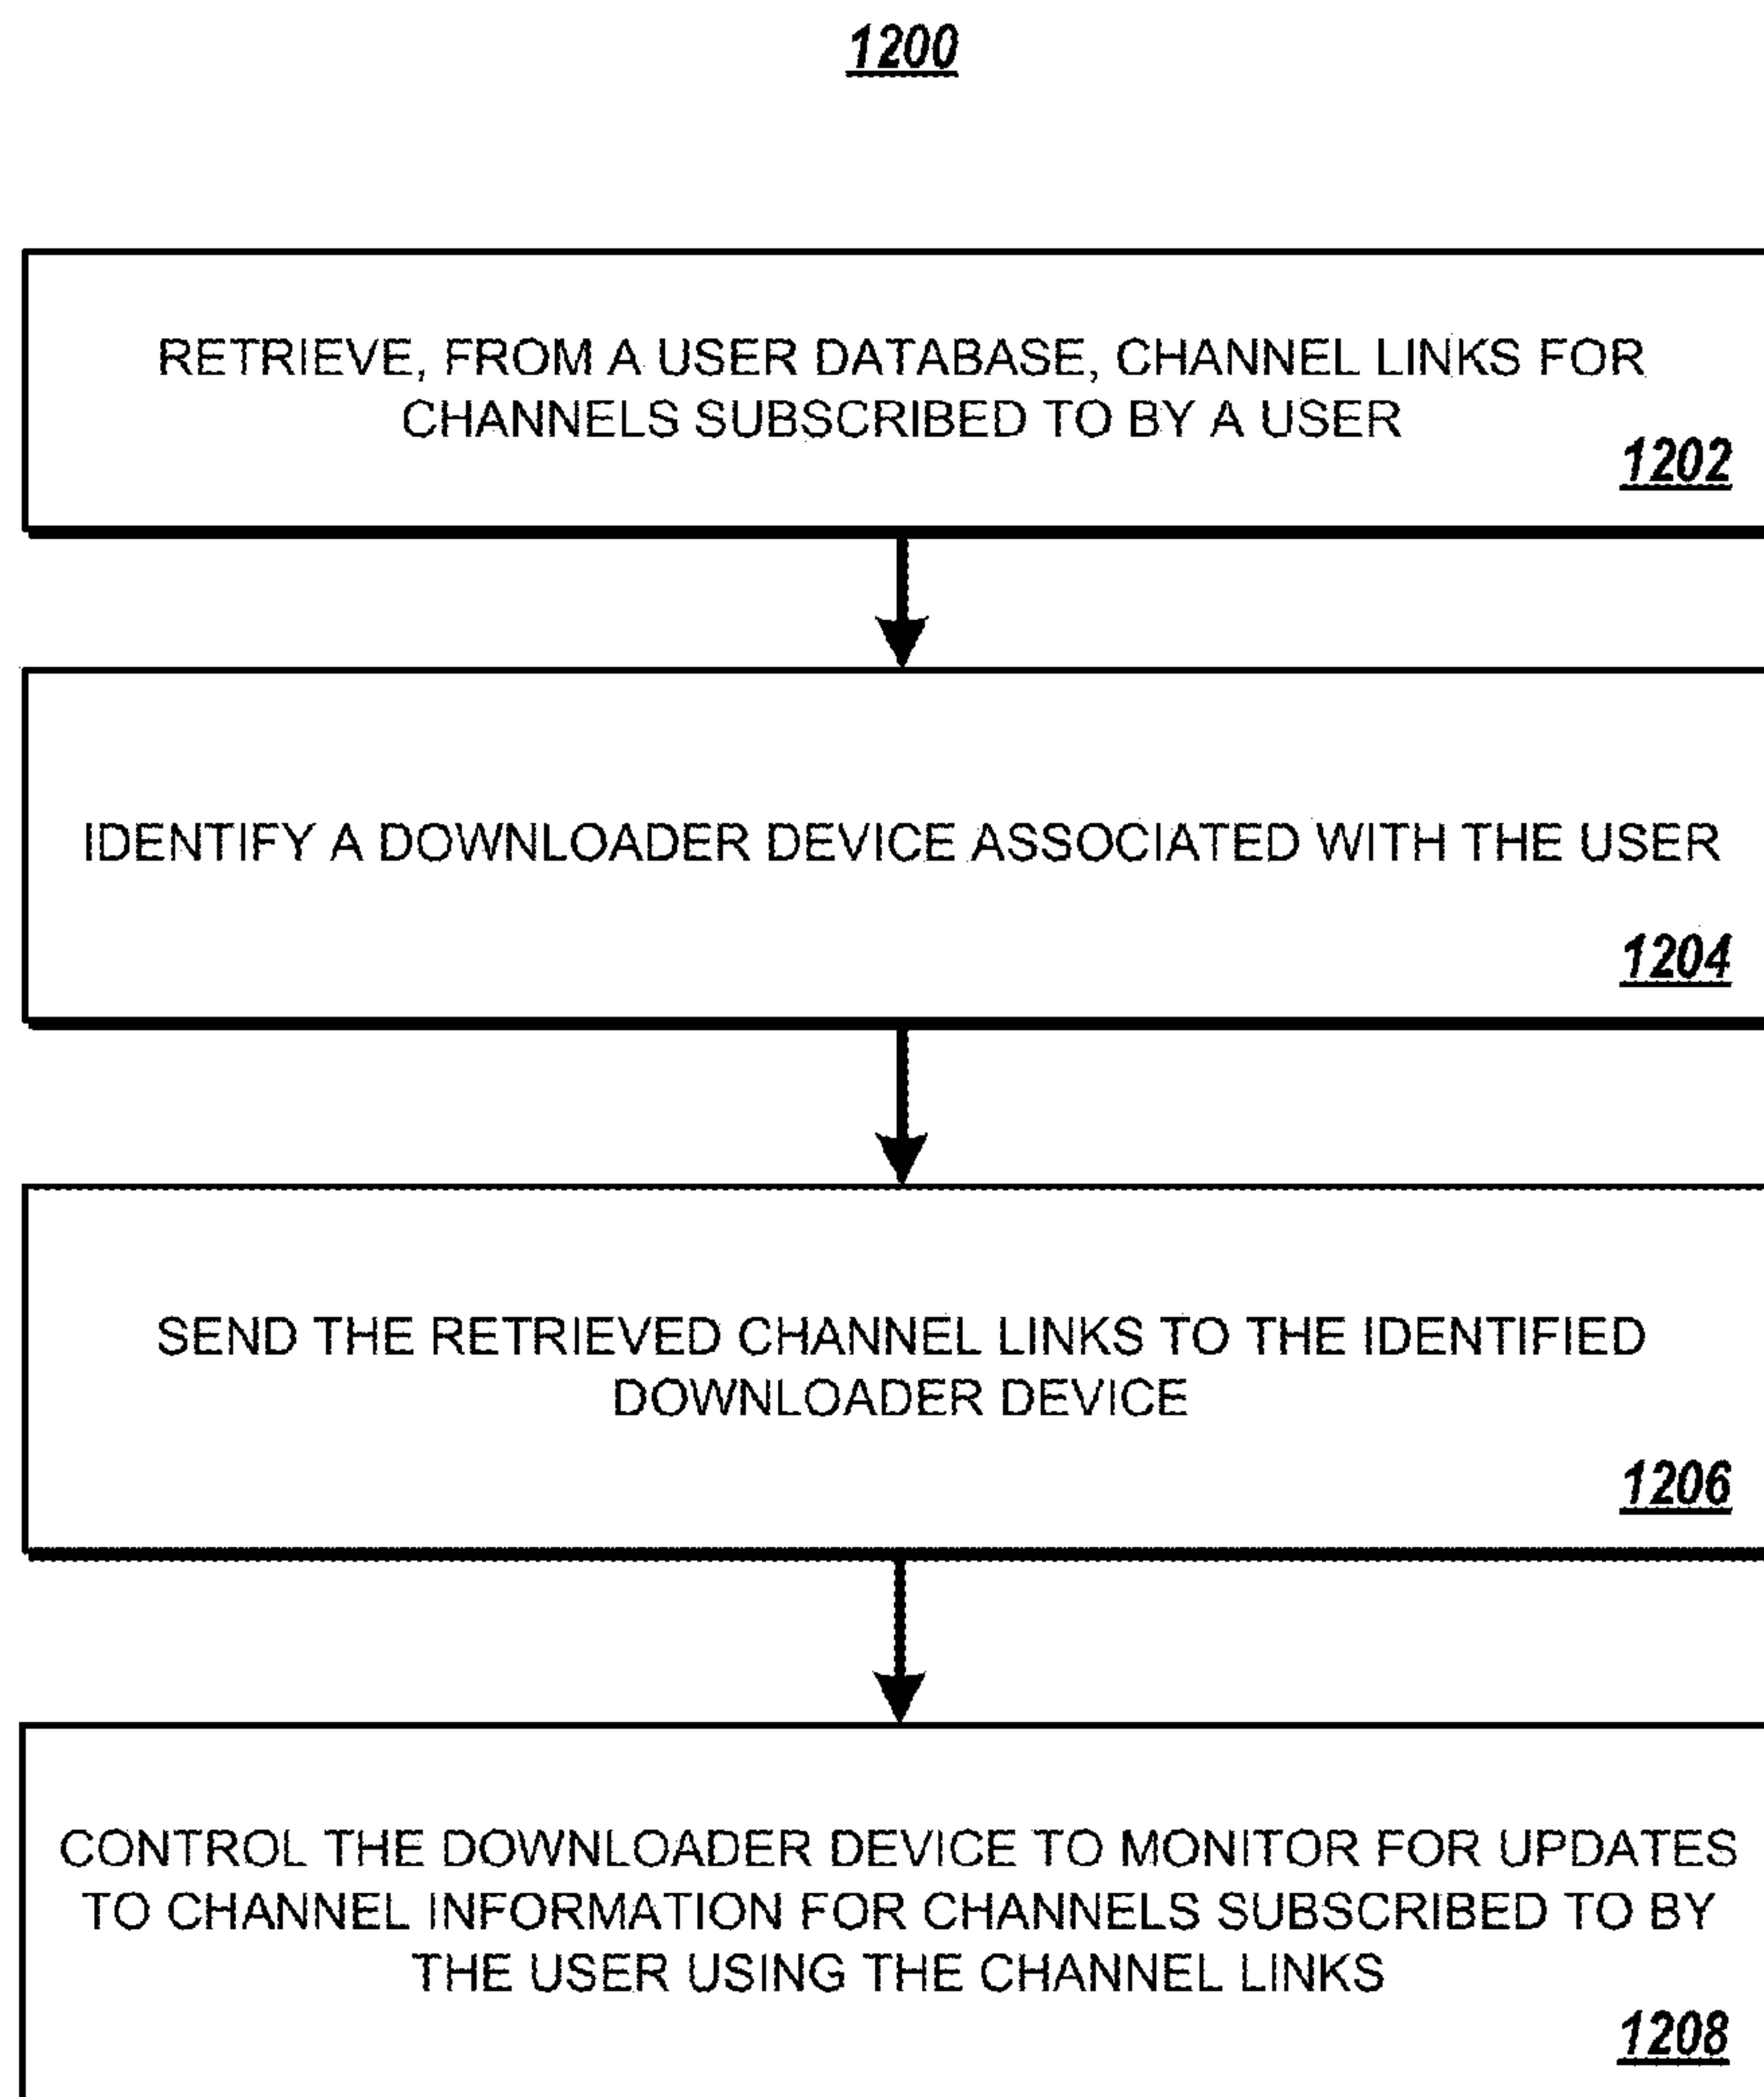 1200
RETRIEVE, FROM A USER DATABASE, CHANNEL LINKS FOR
CHANNELS SUBSCRIBED TO BY A USER
1202
IDENTIFY A DOWNLOADER DEVICE ASSOCIATED WITH THE USER
1204
SEND THE RETRIEVED CHANNEL LINKS TO THE IDENTIFIED
DOWNLOADER DEVICE
1206
CONTROL THE DOWNLOADER DEVICE TO MONITOR FOR UPDATES
TO CHANNEL INFORMATION FOR CHANNELS SUBSCRIBED TO BY
THE USER USING THE CHANNEL LINKS
1208